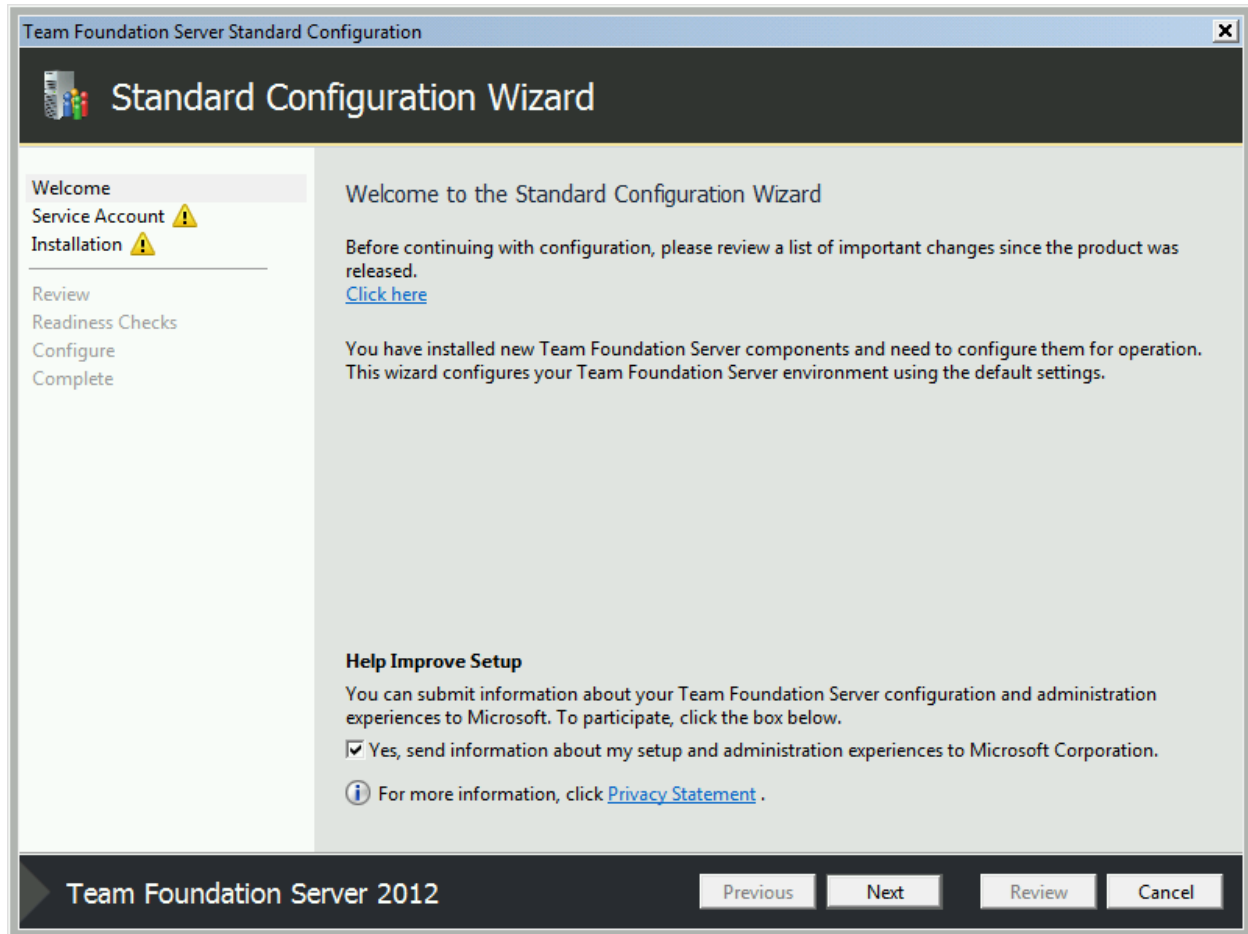 Team Foundation Server Standard Configuration
Standard Configuration Wizard
Welcome
Service Account
Installation
Review
Readiness Checks
Configure
Complete
Welcome to the Standard Configuration Wizard
Before continuing with configuration, please review a list of important changes since the product was
released.
Click here
You have installed new Team Foundation Server components and need to configure them for operation.
This wizard configures your Team Foundation Server environment using the default settings.
Help Improve Setup
You can submit information about your Team Foundation Server configuration and administration
experiences to Microsoft. To participate, click the box below.
Yes, send information about my setup and administration experiences to Microsoft Corporation.
For more information, click Privacy Statement .
Team Foundation Server 2012
Previous
Next
Review
Cancel